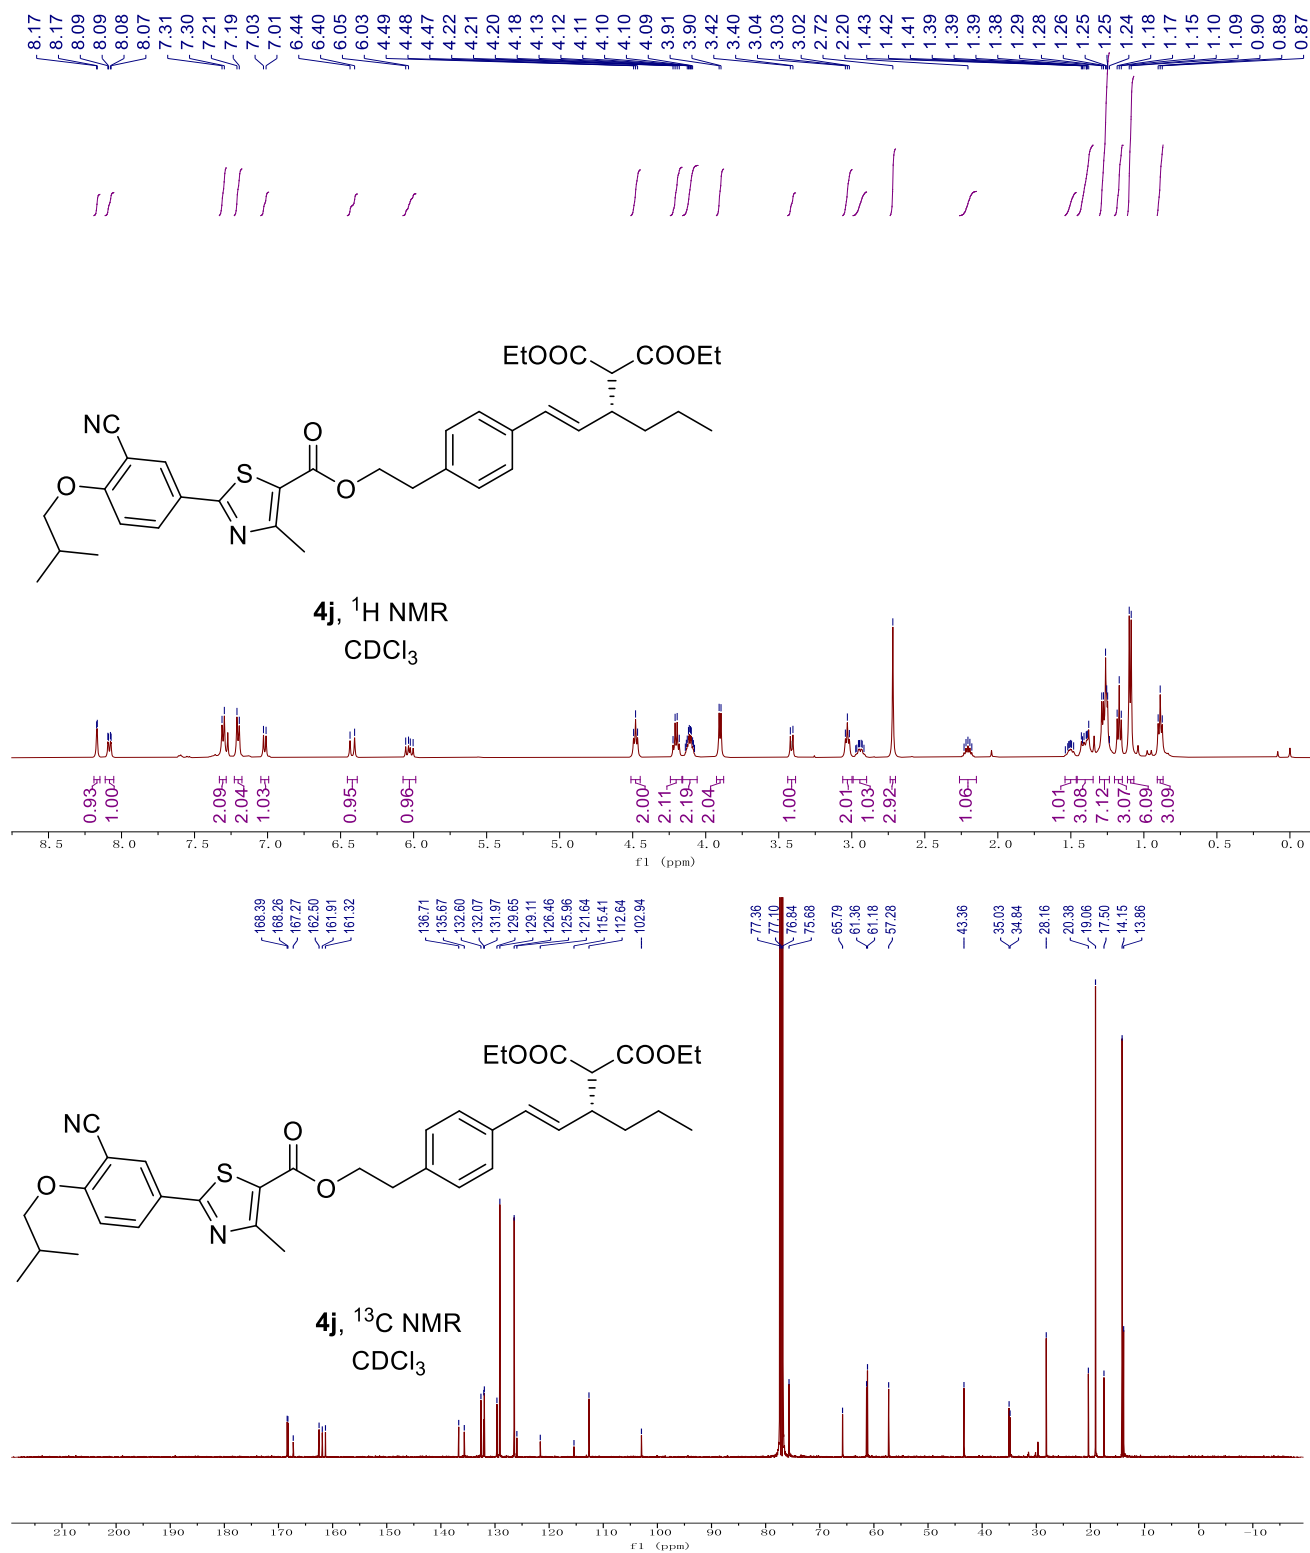 8.17 8.17 8.09 8.09 8.08 8.07 7.31 7.30 7.21 7.19 7.03 7.01 6.44 6.40 6.05 6.03 4.49 4.48 4.47 4.22 4.21 4.20 4.18 4.13 4.12 4.11 4.10 4.10 4.09 3.91 3.90 3.42 3.40 3.04 3.03 3.02 2.72 2.20 1.43 1.42 1.41 1.39 1.39 1.39 1.38 1.29 1.28 1.26 1.25 1.25 1.24 1.18 1.17 1.15 1.10 1.09 0.90 0.89 0.87
EtOOC COOEt
NC
O
S
O
O
N
4j, ¹H NMR
CDCl₃
0.93 1.00 2.09 2.04 1.03 0.95 0.96 2.00 2.11 2.19 2.04 1.00 2.01 1.03 2.92 1.06 1.01 3.08 7.12 3.07 6.09 3.09
8.5 8.0 7.5 7.0 6.5 6.0 5.5 5.0 4.5 4.0 3.5 3.0 2.5 2.0 1.5 1.0 0.5 0.0
f1 (ppm)
168.39 168.26 167.27 162.50 161.91 161.32 136.71 135.67 132.60 132.07 131.97 129.65 129.11 126.46 125.96 121.64 115.41 112.64 102.94 77.36 77.10 76.84 75.68 65.79 61.36 61.18 57.28 43.36 35.03 34.84 28.16 20.38 19.06 17.50 14.15 13.86
EtOOC COOEt
NC
O
S
O
O
N
4j, ¹³C NMR
CDCl₃
210 200 190 180 170 160 150 140 130 120 110 100 90 80 70 60 50 40 30 20 10 0 -10
f1 (ppm)